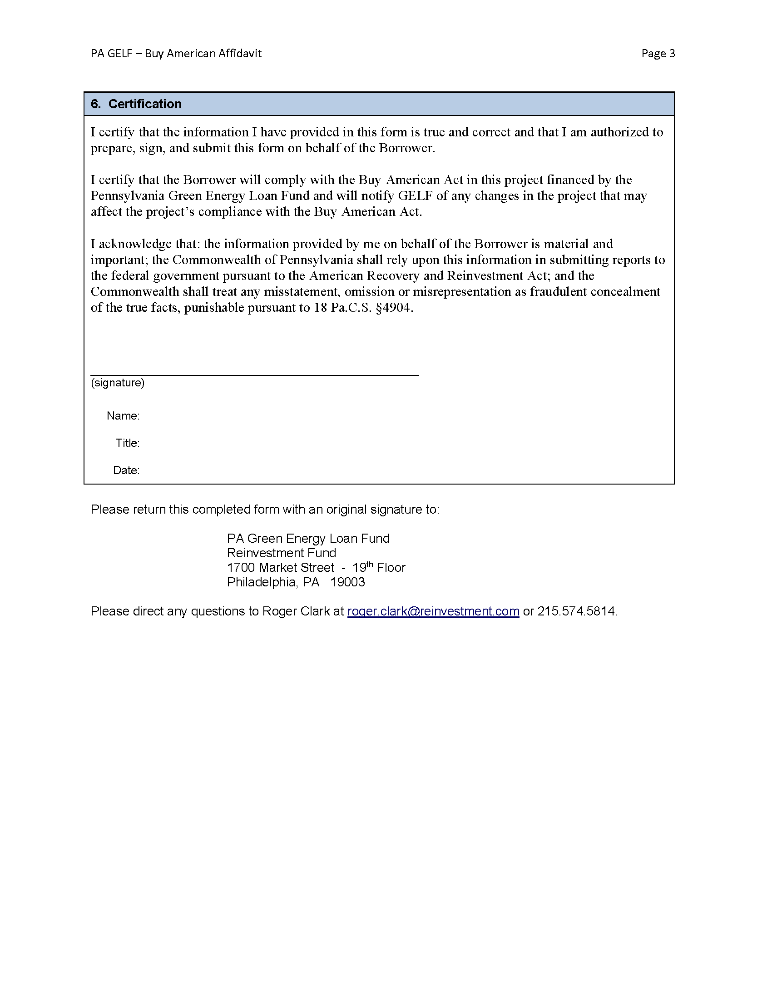 PA GELF – Buy American Affidavit Page 3
6. Certification
I certify that the information I have provided in this form is true and correct and that I am authorized to
prepare, sign, and submit this form on behalf of the Borrower.
I certify that the Borrower will comply with the Buy American Act in this project financed by the
Pennsylvania Green Energy Loan Fund and will notify GELF of any changes in the project that may
affect the project’s compliance with the Buy American Act.
I acknowledge that: the information provided by me on behalf of the Borrower is material and
important; the Commonwealth of Pennsylvania shall rely upon this information in submitting reports to
the federal government pursuant to the American Recovery and Reinvestment Act; and the
Commonwealth shall treat any misstatement, omission or misrepresentation as fraudulent concealment
of the true facts, punishable pursuant to 18 Pa.C.S. §4904.
(signature)
Name:
Title:
Date:
Please return this completed form with an original signature to:
PA Green Energy Loan Fund
Reinvestment Fund
1700 Market Street - 19th Floor
Philadelphia, PA 19003
Please direct any questions to Roger Clark at roger.clark@reinvestment.com or 215.574.5814.